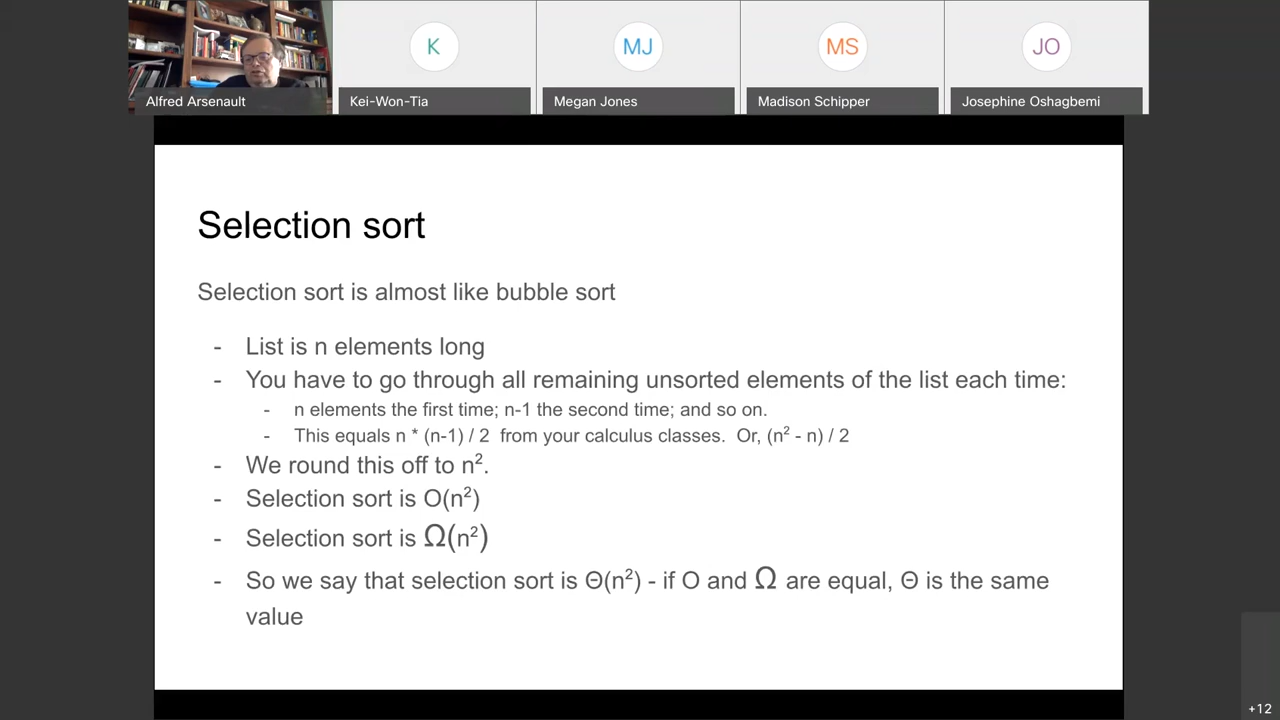 K
MJ
MS
JO
Alfred Arsenault
Kei-Won-Tia
Megan Jones
Madison Schipper
Josephine Oshagbemi
Selection sort
Selection sort is almost like bubble sort
- List is n elements long
- You have to go through all remaining unsorted elements of the list each time:
- n elements the first time; n-1 the second time; and so on.
- This equals n * (n-1) / 2 from your calculus classes. Or, (n² - n) / 2
- We round this off to n².
- Selection sort is O(n²)
- Selection sort is Ω(n²)
- So we say that selection sort is Θ(n²) - if O and Ω are equal, Θ is the same
value
+12